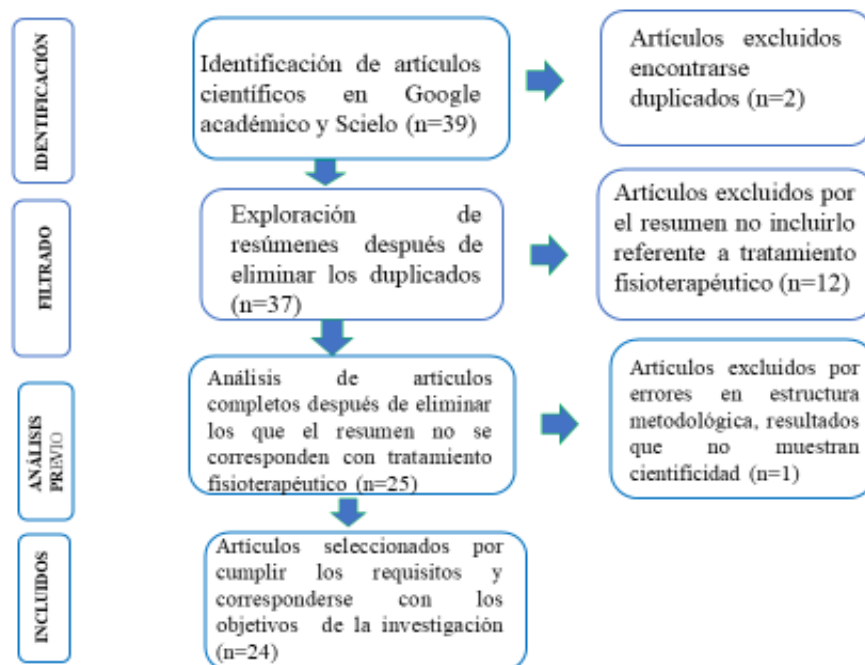 IDENTIFICACIÓN
Identificación de artículos
científicos en Google
académico y Scielo (n=39)
Artículos excluidos
encontrarse
duplicados (n=2)
FILTRADO
Exploración de
resúmenes después de
eliminar los duplicados
(n=37)
Artículos excluidos por
el resumen no incluirlo
referente a tratamiento
fisioterapéutico (n=12)
ANÁLISIS
PREVIO
Análisis de artículos
completos después de eliminar
los que el resumen no se
corresponden con tratamiento
fisioterapéutico (n=25)
Artículos excluidos por
errores en estructura
metodológica, resultados
que no muestran
cientificidad (n=1)
INCLUIDOS
Artículos seleccionados por
cumplir los requisitos y
corresponderse con los
objetivos de la investigación
(n=24)